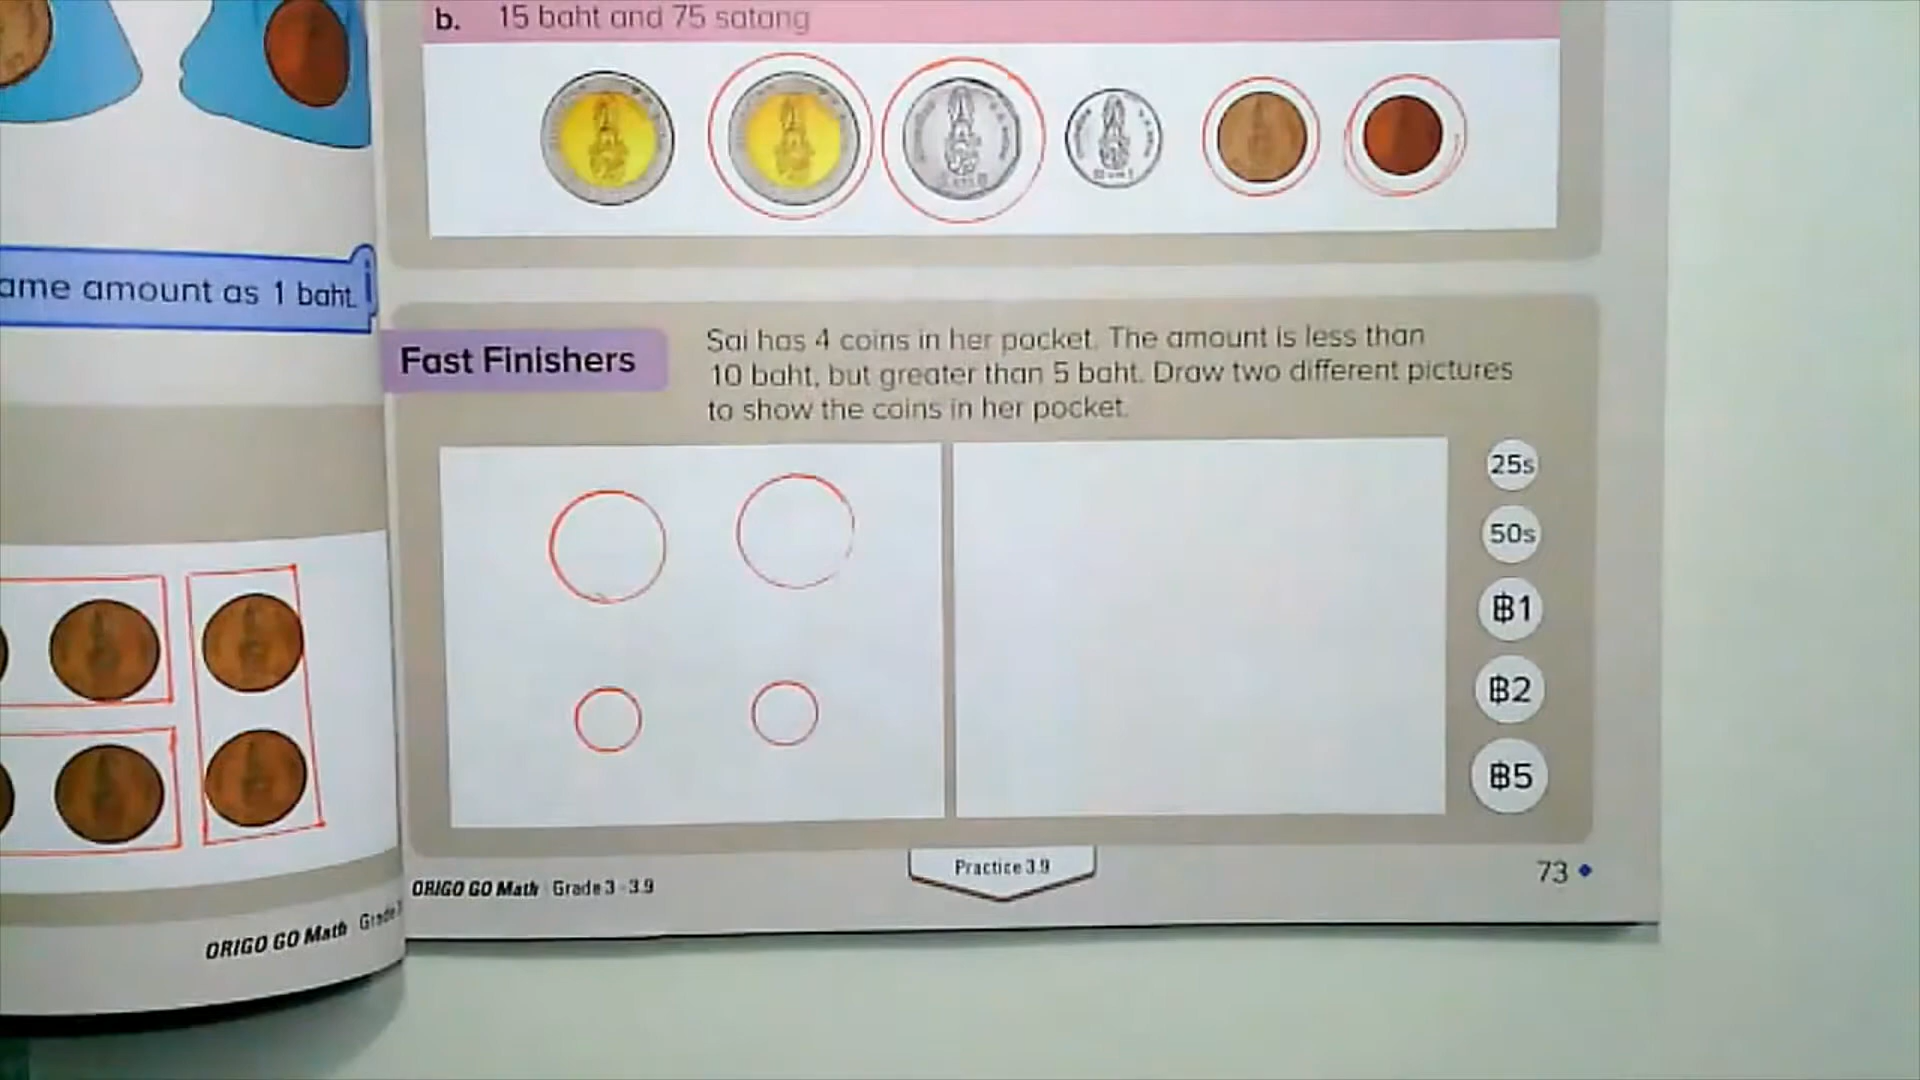 b. 15 baht and 75 satang
ame amount as 1 baht.
Fast Finishers
Sai has 4 coins in her pocket. The amount is less than
10 baht, but greater than 5 baht. Draw two different pictures
to show the coins in her pocket.
25s
50s
฿1
฿2
฿5
ORIGO GO Math Grade 3 - 3.9
Practice 3.9
73
ORIGO GO Math Grade